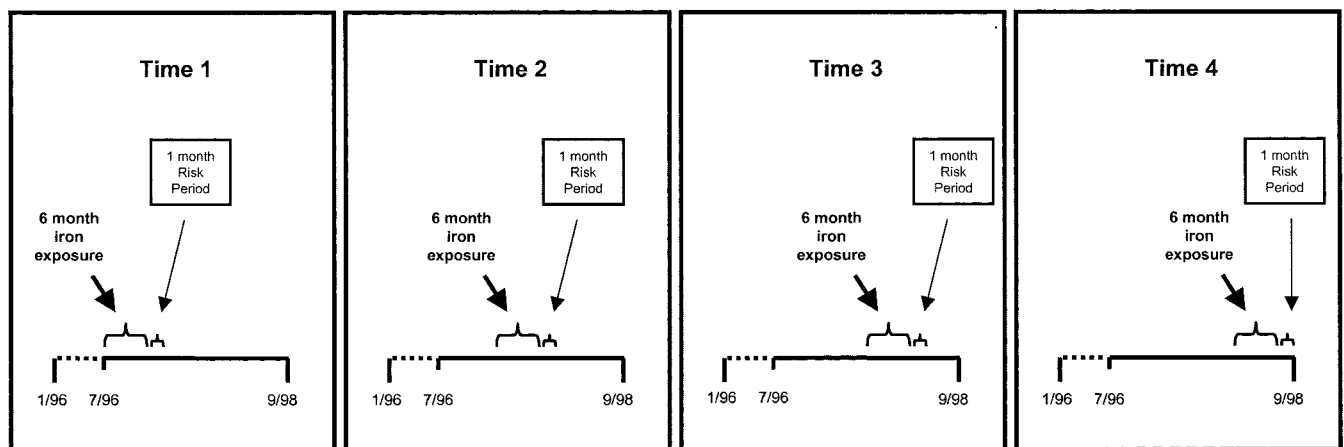 Time 1
1 month
Risk
Period
6 month
iron
exposure
1/96 7/96 9/98
Time 2
1 month
Risk
Period
6 month
iron
exposure
1/96 7/96 9/98
Time 3
1 month
Risk
Period
6 month
iron
exposure
1/96 7/96 9/98
Time 4
1 month
Risk
Period
6 month
iron
exposure
1/96 7/96 9/98